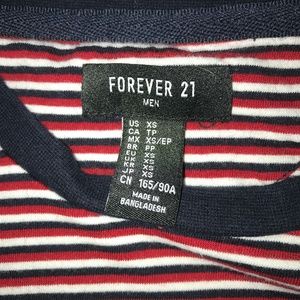 FOREVER 21
MEN
US XS
CA TP
MX XS/EP
BR PP
EU XS
UK XS
KR XS
JP XS
CN 165/90A
MADE IN
BANGLADESH